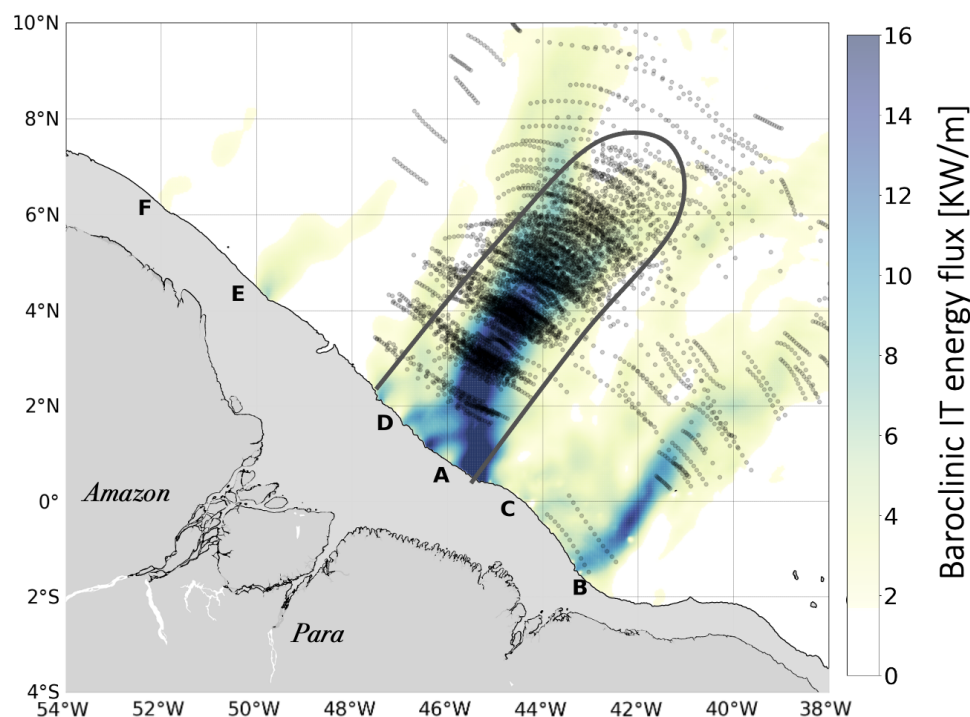 10°N
8°N
6°N
4°N
2°N
0°
2°S
4°S
54°W 52°W 50°W 48°W 46°W 44°W 42°W 40°W 38°W
F
E
D
A
C
B
Amazon
Para
16
14
12
10
8
6
4
2
0
Baroclinic IT energy flux [KW/m]